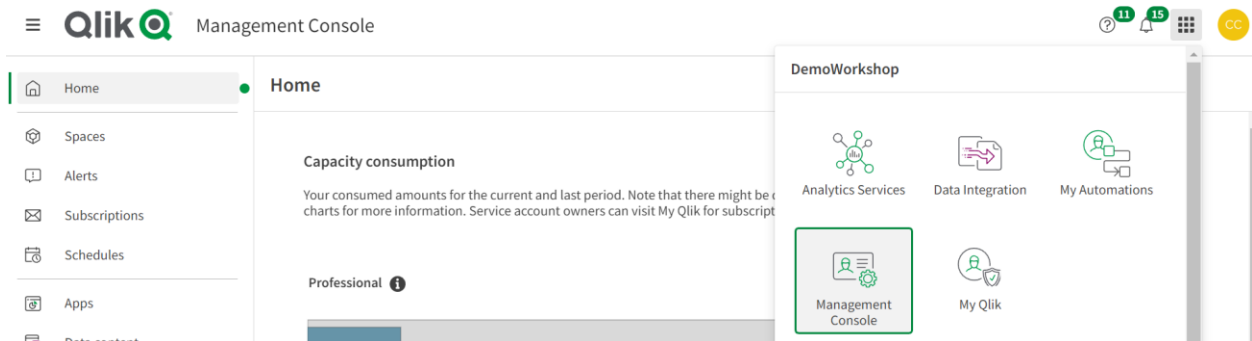 Qlik
Management Console
11
15
CC
Home
Spaces
Alerts
Subscriptions
Schedules
Apps
Home
Capacity consumption
Your consumed amounts for the current and last period. Note that there might be
charts for more information. Service account owners can visit My Qlik for subscript
Professional
DemoWorkshop
Analytics Services
Data Integration
My Automations
Management
Console
My Qlik